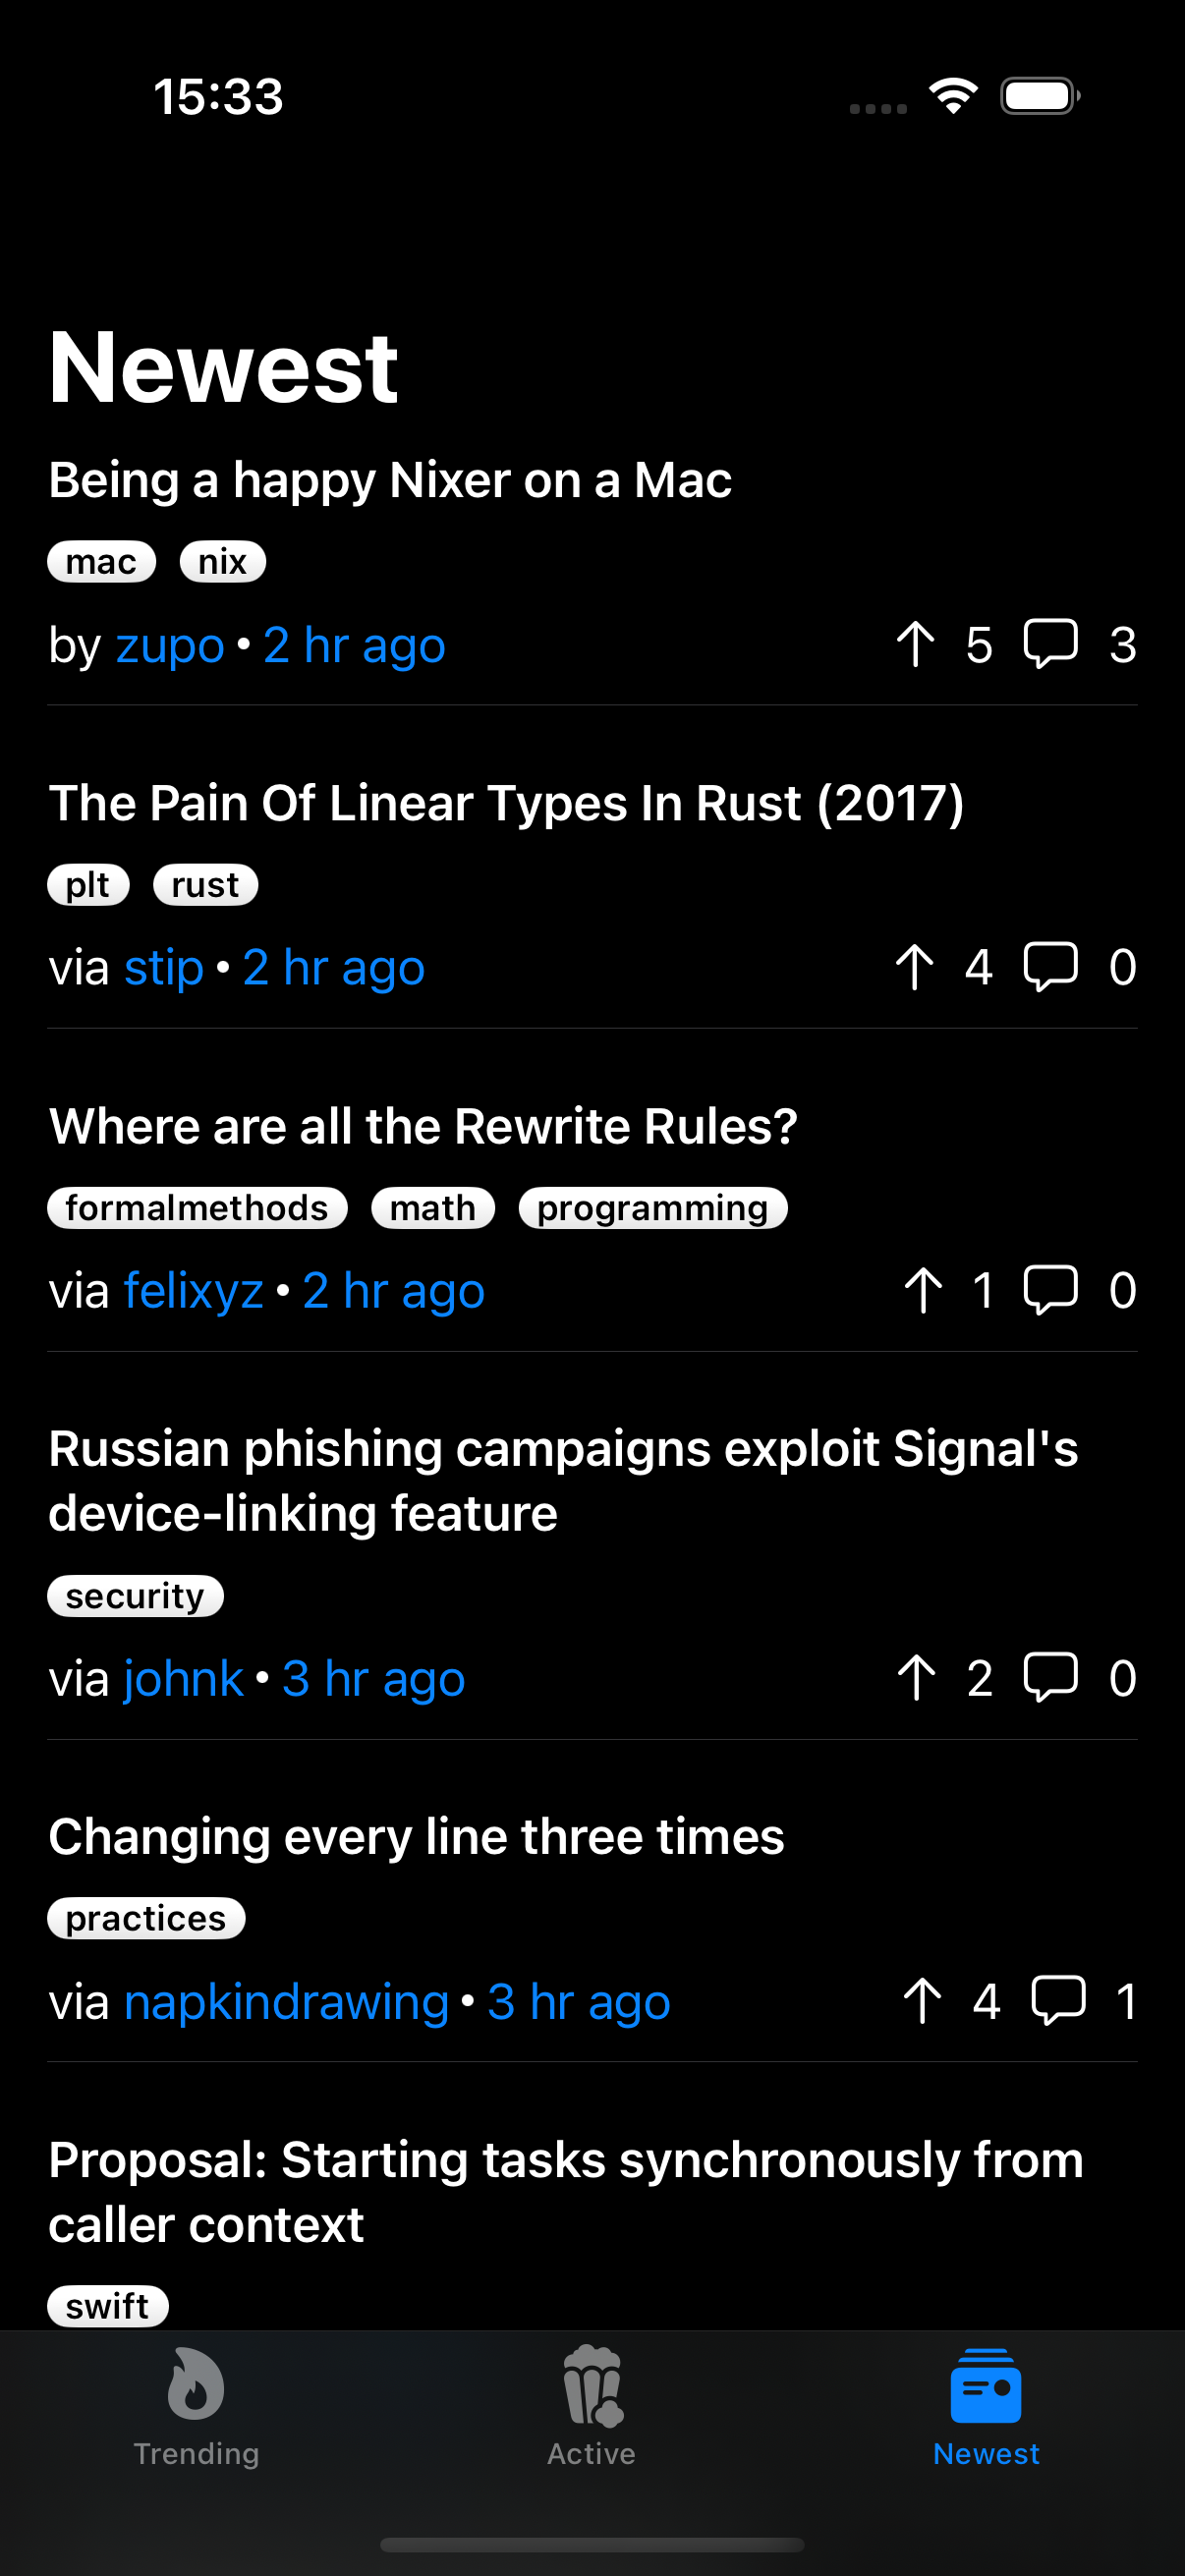 15:33
Newest
Being a happy Nixer on a Mac
mac nix
by zupo • 2 hr ago 5 3
The Pain Of Linear Types In Rust (2017)
plt rust
via stip • 2 hr ago 4 0
Where are all the Rewrite Rules?
formalmethods math programming
via felixyz • 2 hr ago 1 0
Russian phishing campaigns exploit Signal's
device-linking feature
security
via johnk • 3 hr ago 2 0
Changing every line three times
practices
via napkindrawing • 3 hr ago 4 1
Proposal: Starting tasks synchronously from
caller context
swift
Trending Active Newest